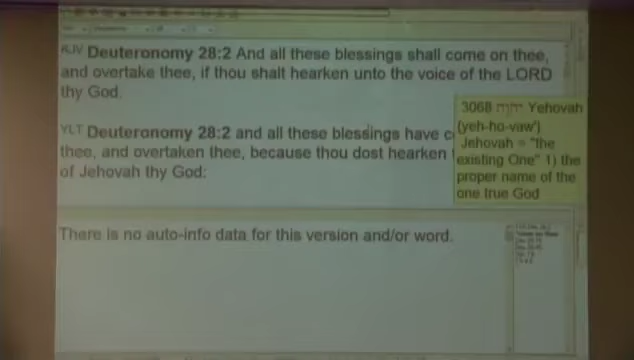 KJV Deuteronomy 28:2 And all these blessings shall come on thee,
and overtake thee, if thou shalt hearken unto the voice of the LORD
thy God.
YLT Deuteronomy 28:2 and all these blessings have c
thee, and overtaken thee, because thou dost hearken
of Jehovah thy God:
3068 יהוה Yehovah
(yeh-ho-vaw')
Jehovah = "the
existing One" 1) the
proper name of the
one true God
There is no auto-info data for this version and/or word.